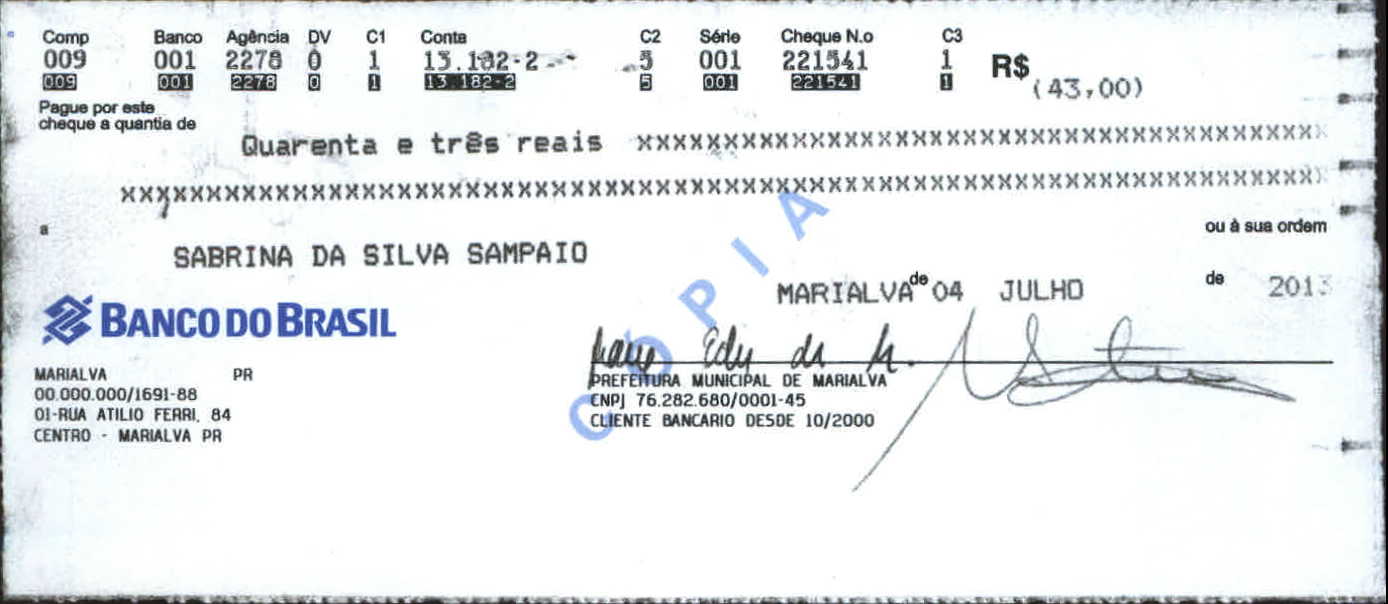 Comp Banco Agência DV C1 Conta C2 Série Cheque N.o C3
009 001 2278 0 1 13.182-2 5 001 221541 1 R$
009 001 2278 0 1 13.182-2 5 001 221541 1 (43,00)
Pague por este
cheque a quantia de
Quarenta e três reais xxxxxxxxxxxxxxxxxxxxxxxxxxxxxxxxxxxxxxx
xxxxxxxxxxxxxxxxxxxxxxxxxxxxxxxxxxxxxxxxxxxxxxxxxxxxxxxxxxxxxxxxxxxx
a ou à sua ordem
SABRINA DA SILVA SAMPAIO
MARIALVA de 04 JULHO de 2013
BANCO DO BRASIL
MARIALVA PR
00.000.000/1691-88
01-RUA ATILIO FERRI, 84
CENTRO - MARIALVA PR
PREFEITURA MUNICIPAL DE MARIALVA
CNPJ 76.282.680/0001-45
CLIENTE BANCARIO DESDE 10/2000
CÓPIA